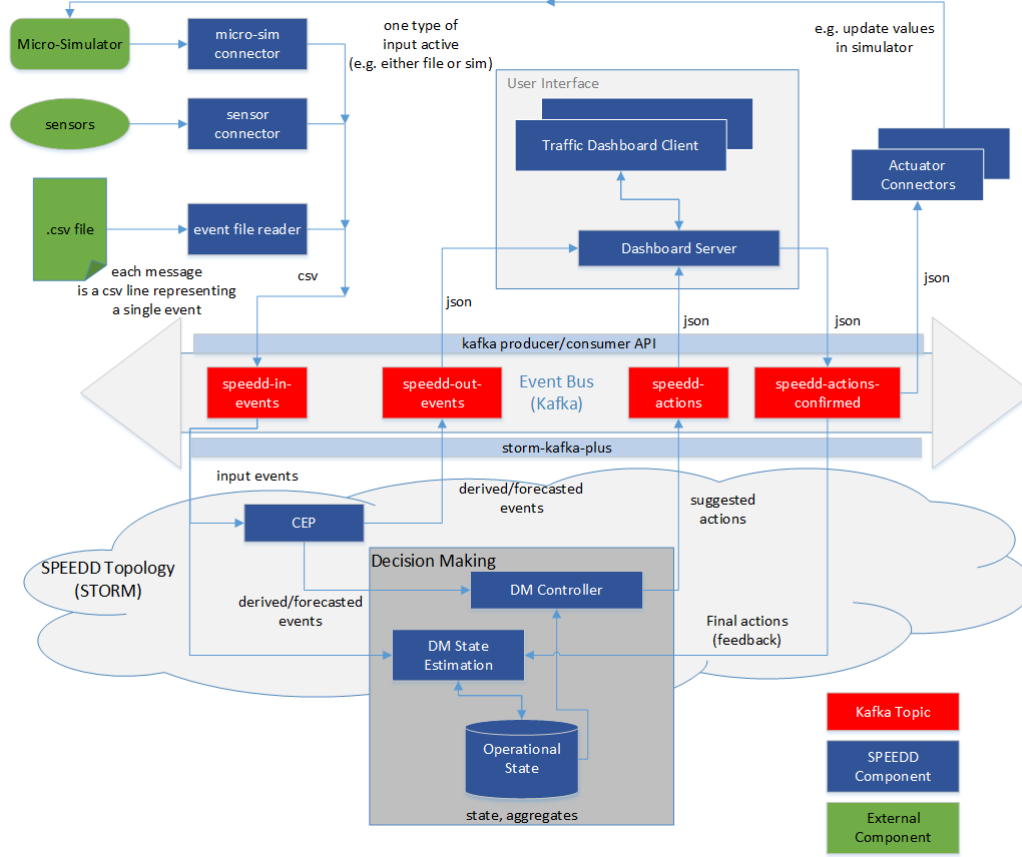 Micro-Simulator
micro-sim
connector
one type of
input active
(e.g. either file or sim)
e.g. update values
in simulator
User Interface
sensors
sensor
connector
Traffic Dashboard Client
Actuator
Connectors
.csv file
event file reader
Dashboard Server
each message
is a csv line representing
a single event
csv
json
json
json
json
kafka producer/consumer API
speedd-in-
events
speedd-out-
events
Event Bus
(Kafka)
speedd-
actions
speedd-actions-
confirmed
storm-kafka-plus
input events
derived/forecasted
events
suggested
actions
CEP
SPEEDD Topology
(STORM)
Decision Making
DM Controller
derived/forecasted
events
Final actions
(feedback)
DM State
Estimation
Operational
State
state, aggregates
Kafka Topic
SPEEDD
Component
External
Component